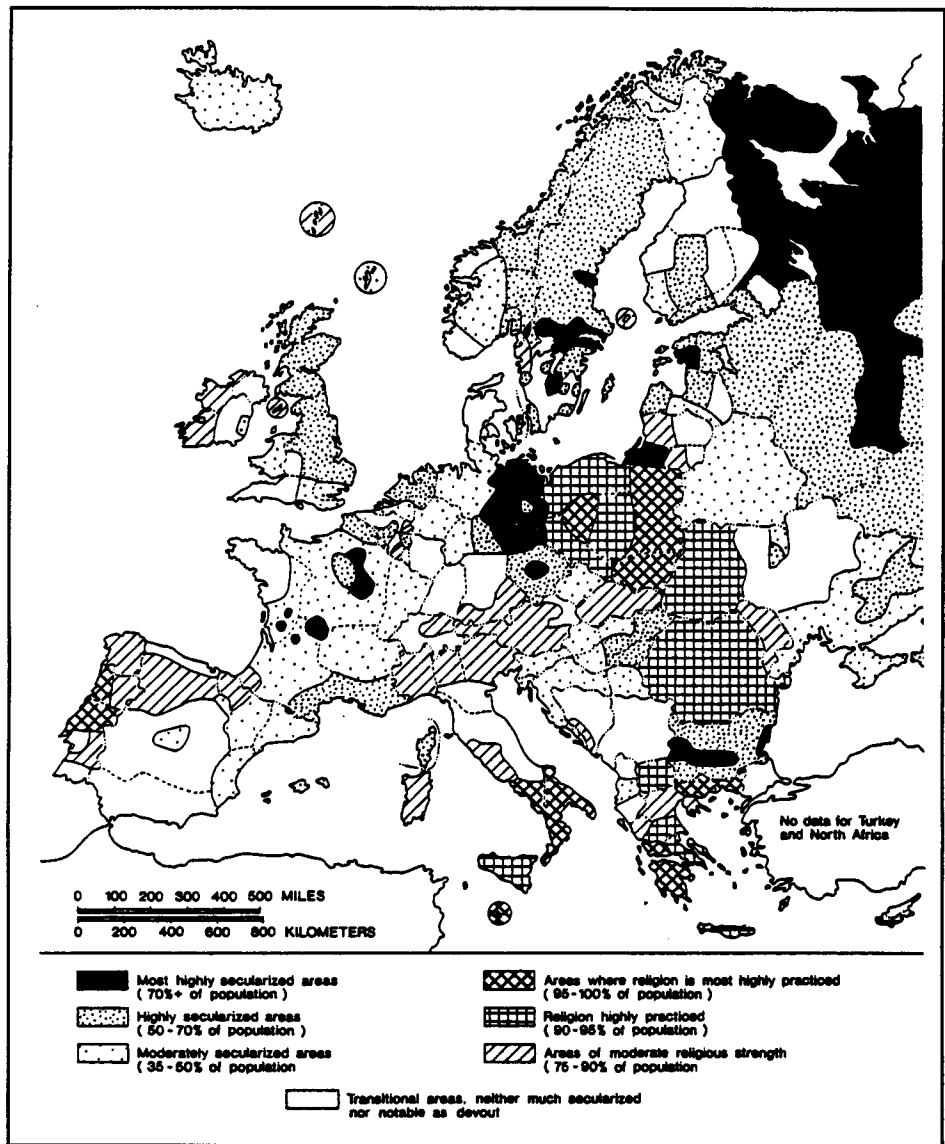 No data for Turkey
and North Africa
0 100 200 300 400 500 MILES
0 200 400 600 800 KILOMETERS
Most highly secularized areas
( 70%+ of population )
Highly secularized areas
( 50-70% of population )
Moderately secularized areas
( 35-50% of population
Areas where religion is most highly practiced
( 95-100% of population )
Religion highly practiced
( 90-95% of population )
Areas of moderate religious strength
( 75-90% of population
Transitional areas, neither much secularized
nor notable as devout